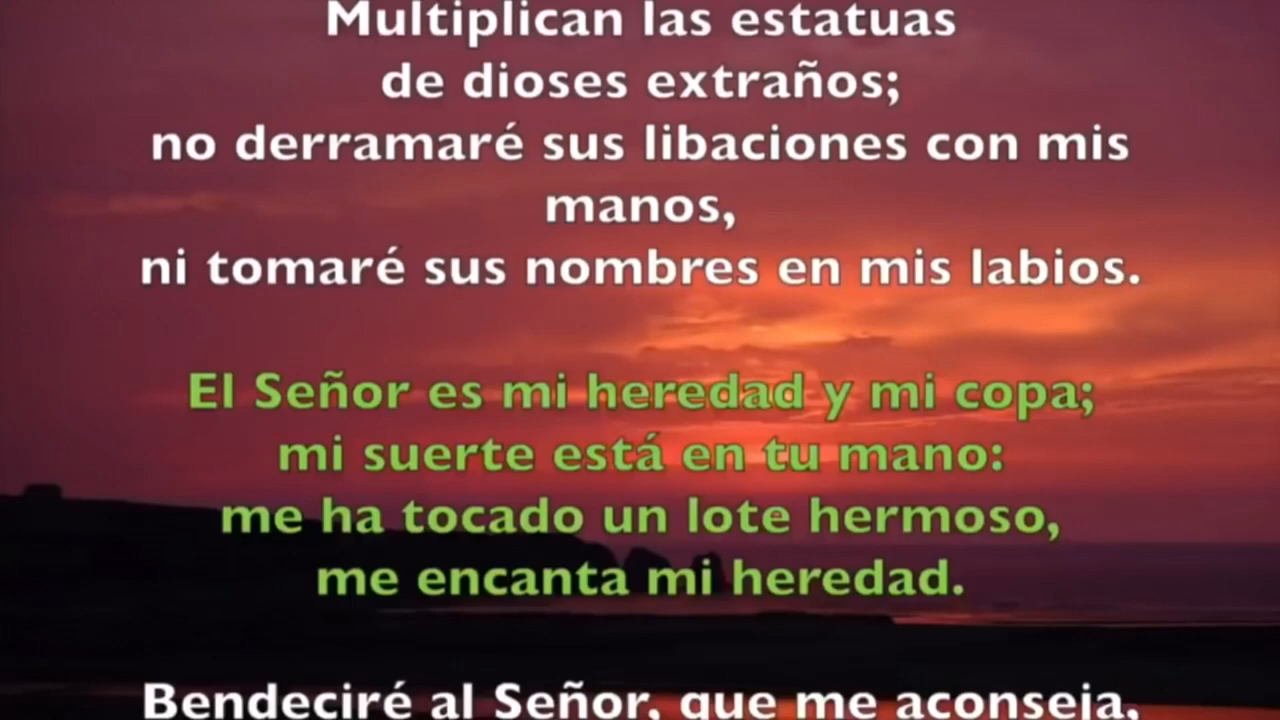 Multiplican las estatuas
de dioses extraños;
no derramaré sus libaciones con mis
manos,
ni tomaré sus nombres en mis labios.
El Señor es mi heredad y mi copa;
mi suerte está en tu mano:
me ha tocado un lote hermoso,
me encanta mi heredad.
Bendeciré al Señor, que me aconseja,